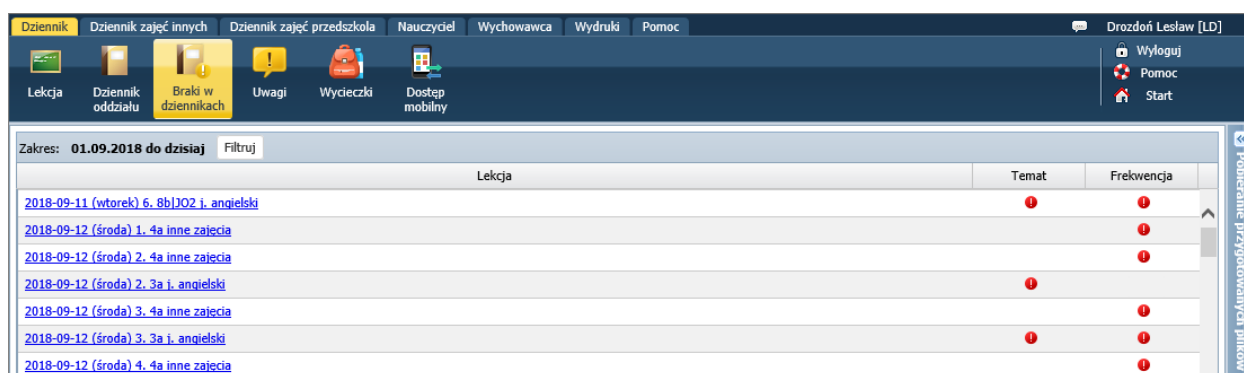 Dziennik Dziennik zajęć innych Dziennik zajęć przedszkola Nauczyciel Wychowawca Wydruki Pomoc Drozdoń Lesław [LD]
Lekcja Dziennik oddziału Braki w dziennikach Uwagi Wycieczki Dostęp mobilny
Wyloguj
Pomoc
Start
Zakres: 01.09.2018 do dzisiaj Filtruj
Lekcja Temat Frekwencja
2018-09-11 (wtorek) 6. 8b|JO2 j. angielski
2018-09-12 (środa) 1. 4a inne zajęcia
2018-09-12 (środa) 2. 4a inne zajęcia
2018-09-12 (środa) 2. 3a j. angielski
2018-09-12 (środa) 3. 4a inne zajęcia
2018-09-12 (środa) 3. 3a j. angielski
2018-09-12 (środa) 4. 4a inne zajęcia
Pobieranie przygotowanych plików